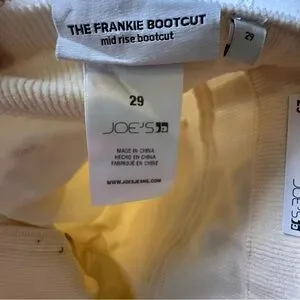 THE FRANKIE BOOTCUT
mid rise bootcut
29
29
JOE'S
MADE IN CHINA
HECHO EN CHINA
FABRIQUÉ EN CHINE
WWW.JOESJEANS.COM
JOE'S